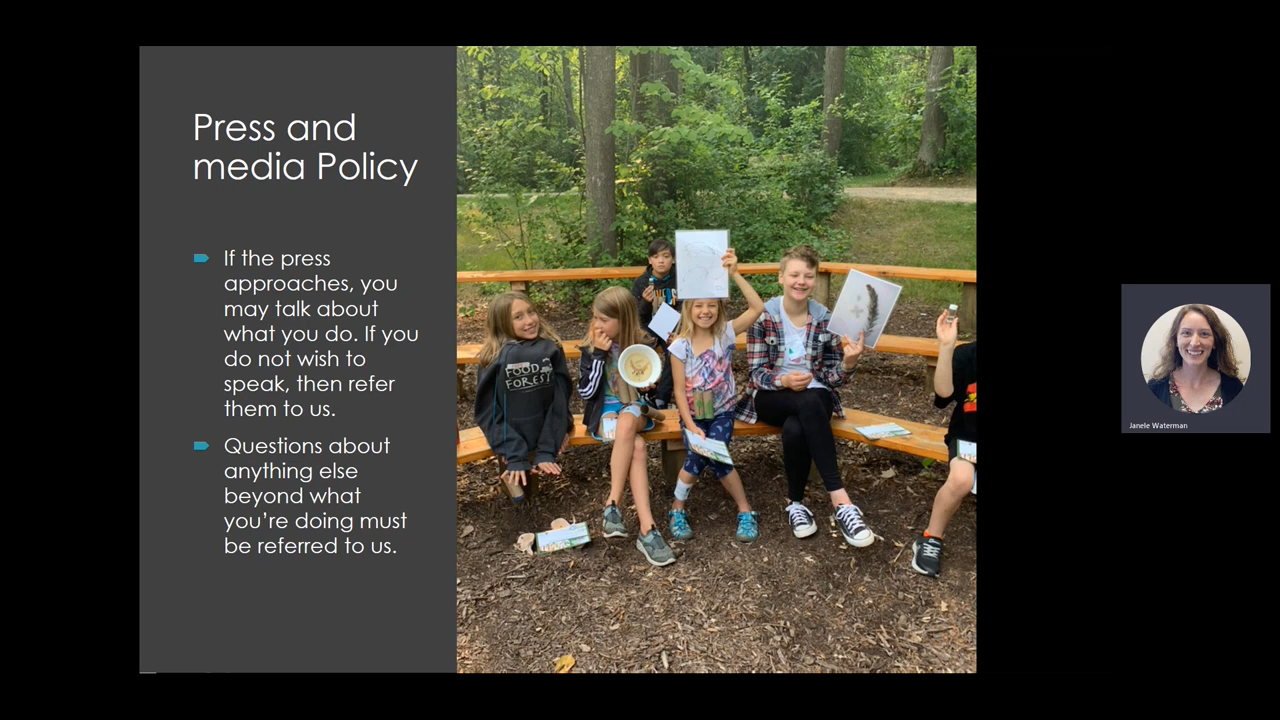 Press and
media Policy
If the press
approaches, you
may talk about
what you do. If you
do not wish to
speak, then refer
them to us.
Questions about
anything else
beyond what
you're doing must
be referred to us.
FOOD
FOREST
Janele Waterman